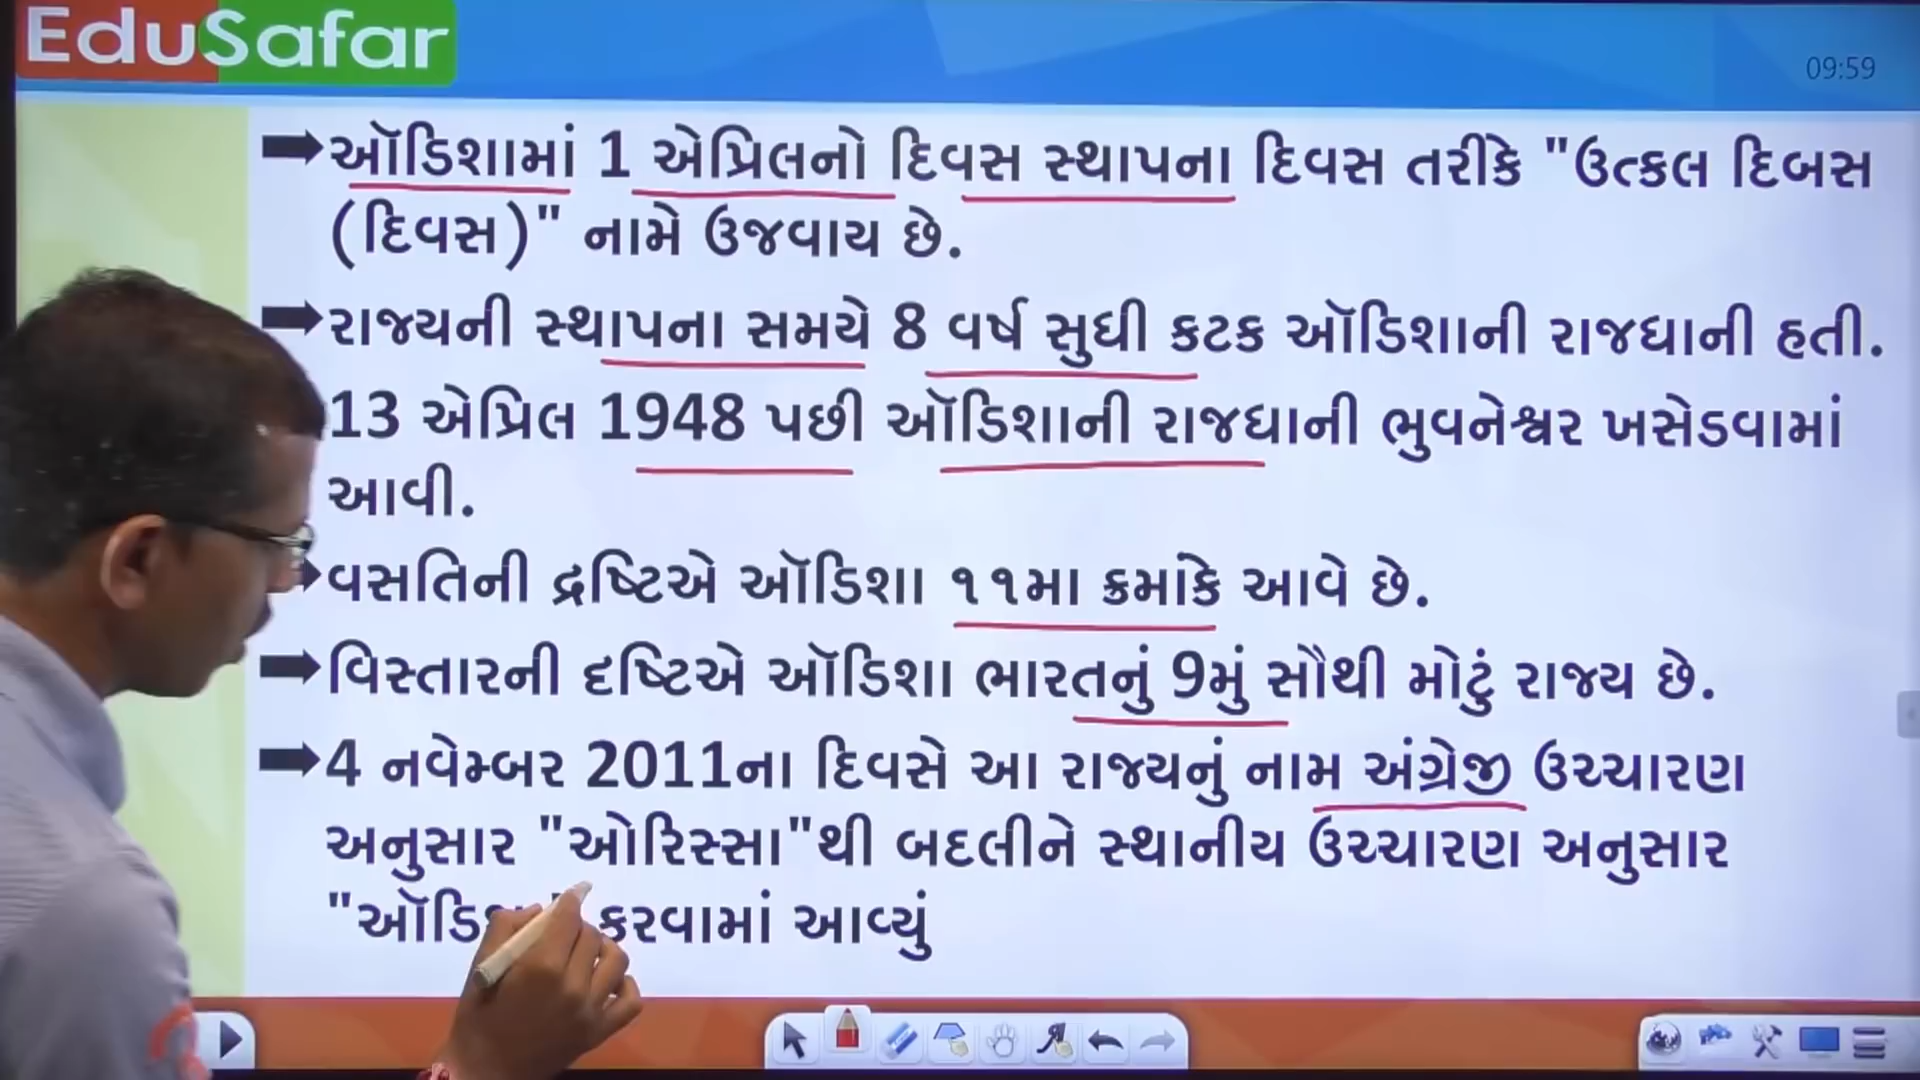 EduSafar
09:59
ઑડિશામાં 1 એપ્રિલનો દિવસ સ્થાપના દિવસ તરીકે "ઉત્કલ દિબસ
(દિવસ)" નામે ઉજવાય છે.
રાજ્યની સ્થાપના સમયે 8 વર્ષ સુધી કટક ઑડિશાની રાજધાની હતી.
13 એપ્રિલ 1948 પછી ઑડિશાની રાજધાની ભુવનેશ્વર ખસેડવામાં
આવી.
વસતિની દ્રષ્ટિએ ઑડિશા ૧૧મા ક્રમાંકે આવે છે.
વિસ્તારની દૃષ્ટિએ ઑડિશા ભારતનું 9મું સૌથી મોટું રાજ્ય છે.
4 નવેમ્બર 2011ના દિવસે આ રાજ્યનું નામ અંગ્રેજી ઉચ્ચારણ
અનુસાર "ઓરિસ્સા"થી બદલીને સ્થાનીય ઉચ્ચારણ અનુસાર
કરવામાં આવ્યું